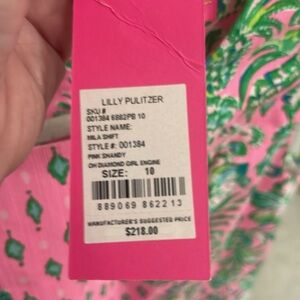 LILLY PULITZER
SKU #
001384 6882PB 10
STYLE NAME:
MILA SHIFT
STYLE #: 001384
PINK SHANDY
OH DIAMOND GIRL ENGINE
SIZE: 10
889069 862213
MANUFACTURER'S SUGGESTED PRICE
$218.00